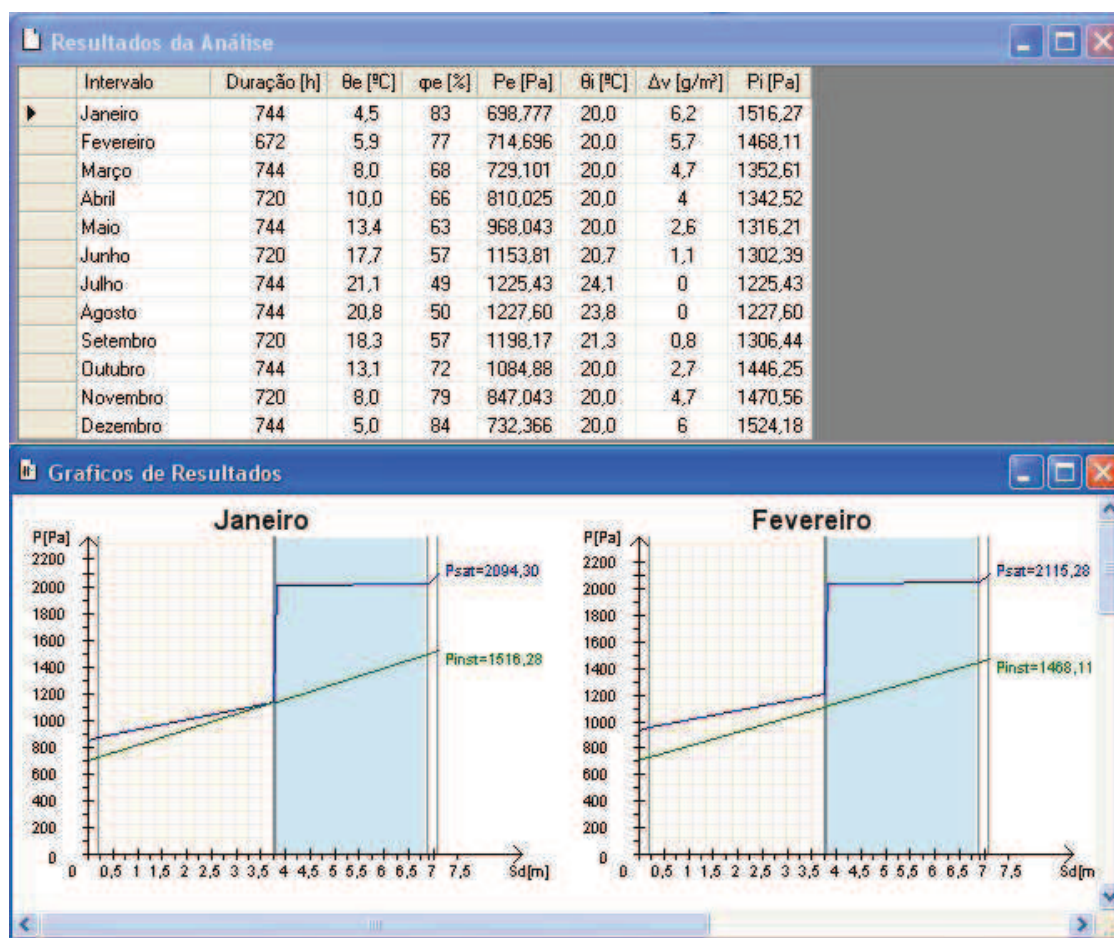 Resultados da Análise
Intervalo Duração [h] θe [ºC] φe [%] Pe [Pa] θi [ºC] Δv [g/m³] Pi [Pa]
Janeiro 744 4,5 83 698,777 20,0 6,2 1516,27
Fevereiro 672 5,9 77 714,696 20,0 5,7 1468,11
Março 744 8,0 68 729,101 20,0 4,7 1352,61
Abril 720 10,0 66 810,025 20,0 4 1342,52
Maio 744 13,4 63 968,043 20,0 2,6 1316,21
Junho 720 17,7 57 1153,81 20,7 1,1 1302,39
Julho 744 21,1 49 1225,43 24,1 0 1225,43
Agosto 744 20,8 50 1227,60 23,8 0 1227,60
Setembro 720 18,3 57 1198,17 21,3 0,8 1306,44
Outubro 744 13,1 72 1084,88 20,0 2,7 1446,25
Novembro 720 8,0 79 847,043 20,0 4,7 1470,56
Dezembro 744 5,0 84 732,366 20,0 6 1524,18
Graficos de Resultados
Janeiro
P[Pa]
2200
2000
1800
1600
1400
1200
1000
800
600
400
200
0
Psat=2094,30
Pinst=1516,28
0 0,5 1 1,5 2 2,5 3 3,5 4 4,5 5 5,5 6 6,5 7 7,5 Sd[m]
Fevereiro
P[Pa]
2200
2000
1800
1600
1400
1200
1000
800
600
400
200
0
Psat=2115,28
Pinst=1468,11
0 0,5 1 1,5 2 2,5 3 3,5 4 4,5 5 5,5 6 6,5 7 7,5 Sd[m